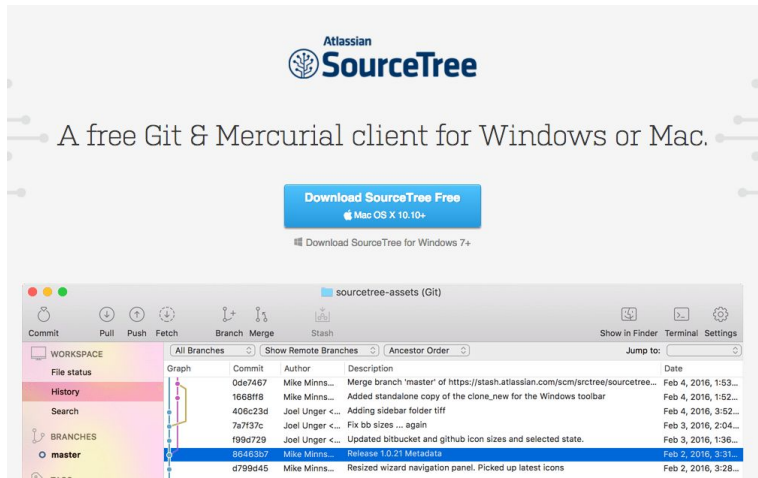 Atlassian
SourceTree
A free Git & Mercurial client for Windows or Mac.
Download SourceTree Free
Mac OS X 10.10+
Download SourceTree for Windows 7+
sourcetree-assets (Git)
Commit Pull Push Fetch Branch Merge Stash Show in Finder Terminal Settings
WORKSPACE
All Branches Show Remote Branches Ancestor Order Jump to:
File status
Graph Commit Author Description Date
0de7467 Mike Minns... Merge branch 'master' of https://stash.atlassian.com/scm/srctree/sourcetree... Feb 4, 2016, 1:53...
History
1668ff8 Mike Minns... Added standalone copy of the clone_new for the Windows toolbar Feb 4, 2016, 1:52...
Search
406c23d Joel Unger <... Adding sidebar folder tiff Feb 4, 2016, 3:52...
7a7f37c Joel Unger <... Fix bb sizes ... again Feb 3, 2016, 2:04...
BRANCHES
f99d729 Joel Unger <... Updated bitbucket and github icon sizes and selected state. Feb 3, 2016, 1:36...
master
86463b7 Mike Minns... Release 1.0.21 Metadata Feb 2, 2016, 3:31...
d799d45 Mike Minns... Resized wizard navigation panel. Picked up latest icons Feb 2, 2016, 3:28...